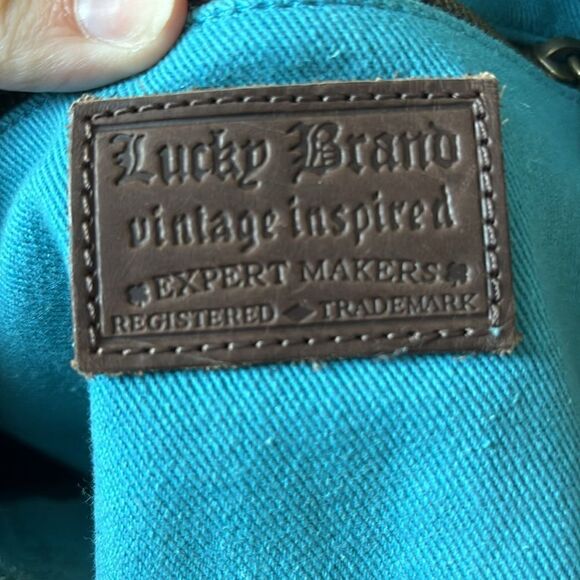 Lucky Brand
vintage inspired
EXPERT MAKERS
REGISTERED TRADEMARK